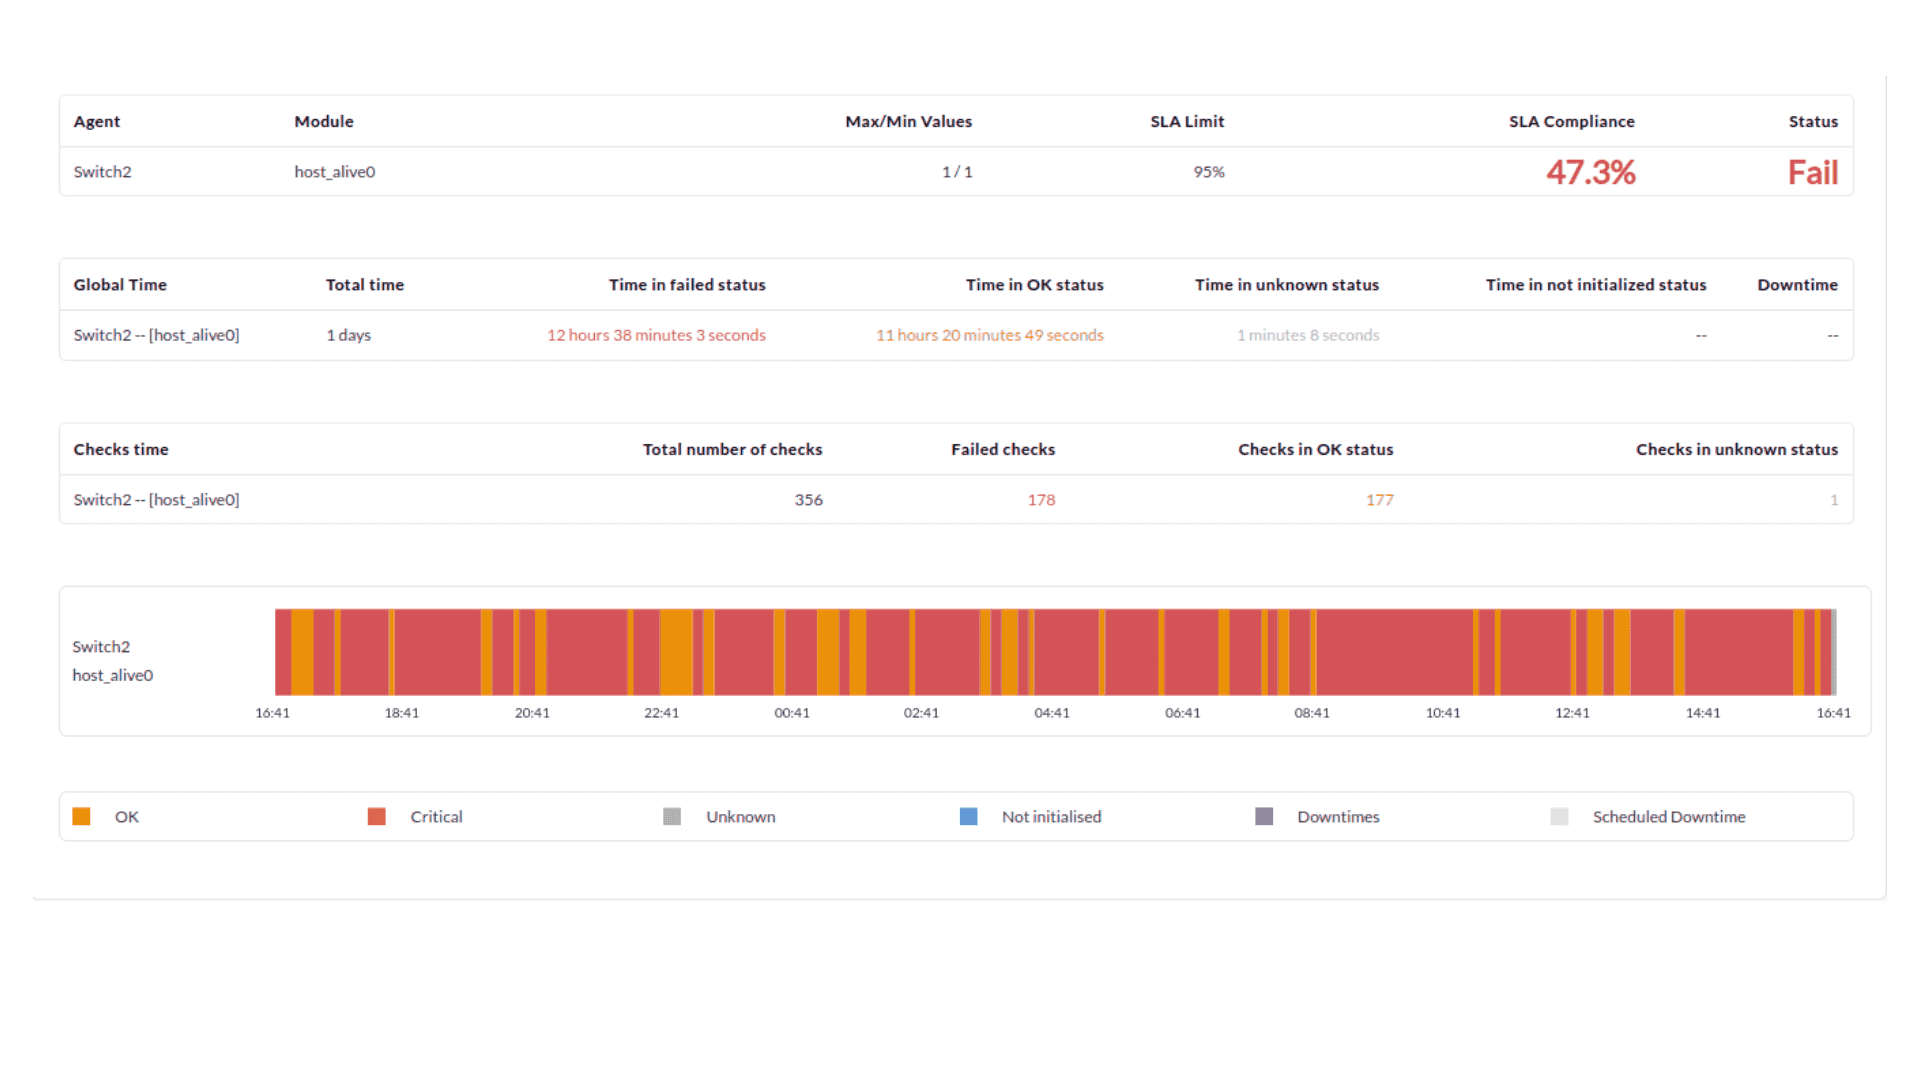 Agent Module Max/Min Values SLA Limit SLA Compliance Status
Switch2 host_alive0 1 / 1 95% 47.3% Fail
Global Time Total time Time in failed status Time in OK status Time in unknown status Time in not initialized status Downtime
Switch2 -- [host_alive0] 1 days 12 hours 38 minutes 3 seconds 11 hours 20 minutes 49 seconds 1 minutes 8 seconds -- --
Checks time Total number of checks Failed checks Checks in OK status Checks in unknown status
Switch2 -- [host_alive0] 356 178 177 1
Switch2
host_alive0
16:41 18:41 20:41 22:41 00:41 02:41 04:41 06:41 08:41 10:41 12:41 14:41 16:41
OK Critical Unknown Not initialised Downtimes Scheduled Downtime